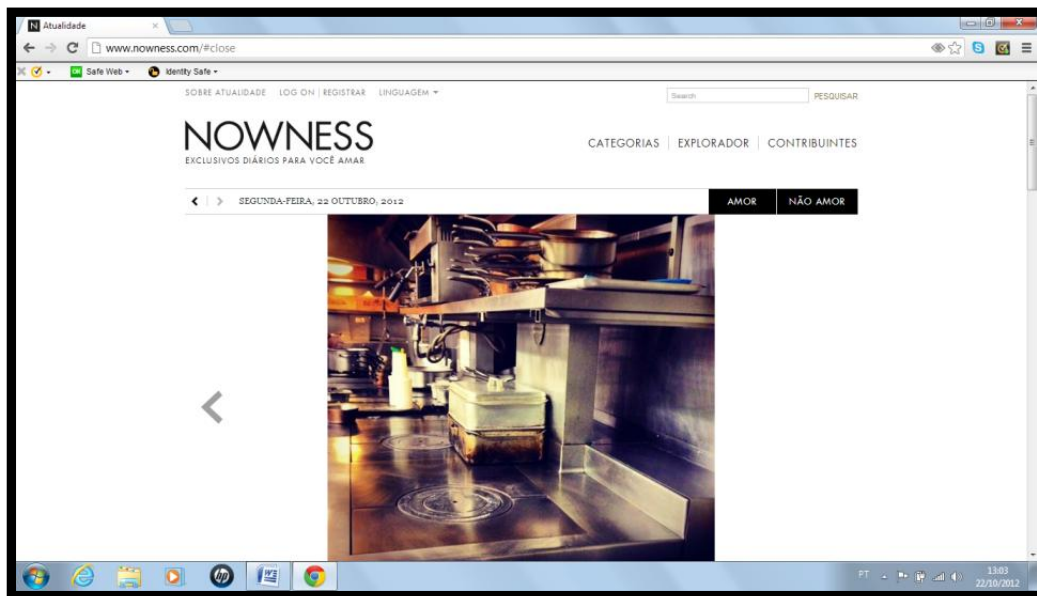 Atualidade
www.nowness.com/#close
Safe Web
Identity Safe
SOBRE ATUALIDADE LOG ON | REGISTRAR LINGUAGEM
Search PESQUISAR
NOWNESS
EXCLUSIVOS DIÁRIOS PARA VOCÊ AMAR
CATEGORIAS | EXPLORADOR | CONTRIBUINTES
SEGUNDA-FEIRA, 22 OUTUBRO, 2012
AMOR NÃO AMOR
PT
13:03
22/10/2012